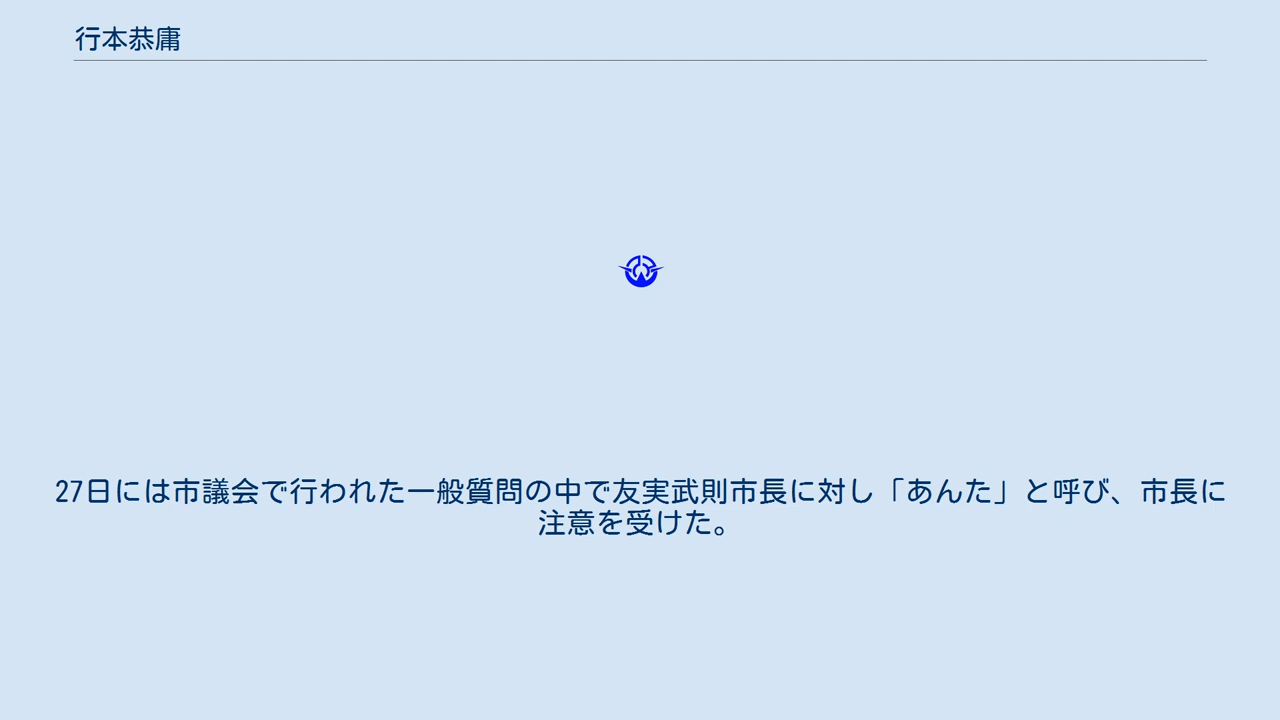 行本恭庸
27日には市議会で行われた一般質問の中で友実武則市長に対し「あんた」と呼び、市長に
注意を受けた。